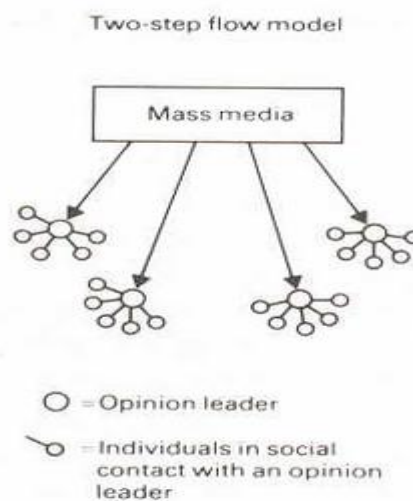 Two-step flow model
Mass media
= Opinion leader
= Individuals in social
contact with an opinion
leader